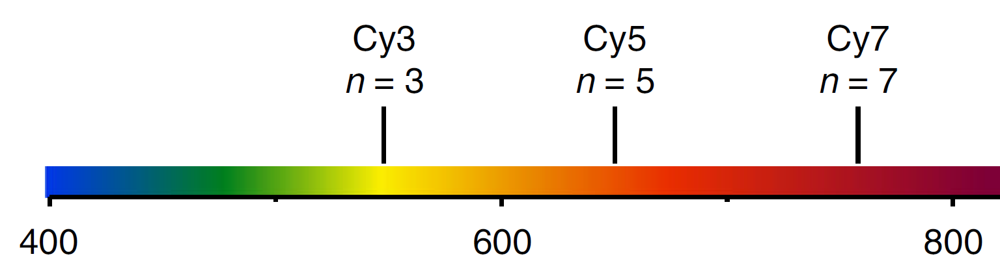 Cy3 Cy5 Cy7
n = 3 n = 5 n = 7
400 600 800